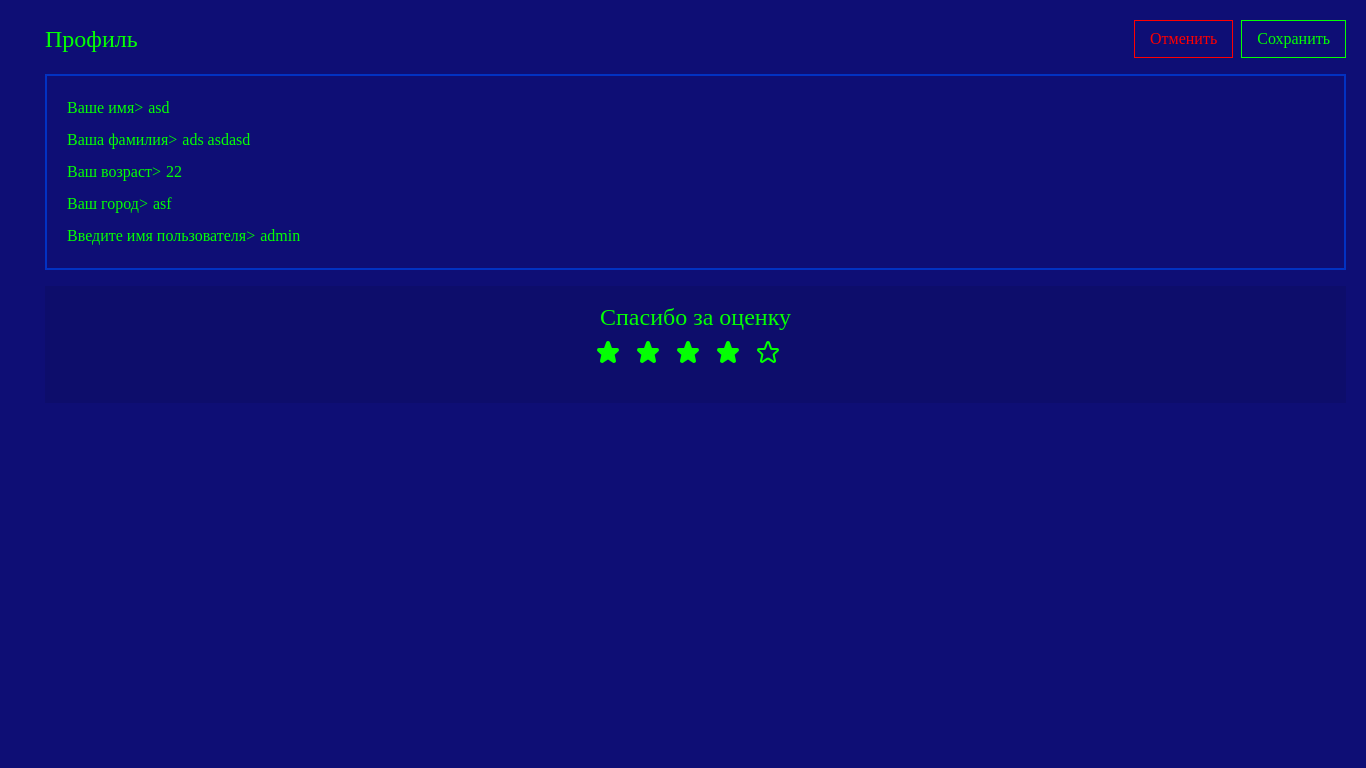 Профиль
Отменить
Сохранить
Ваше имя> asd
Ваша фамилия> ads asdasd
Ваш возраст> 22
Ваш город> asf
Введите имя пользователя> admin
Спасибо за оценку